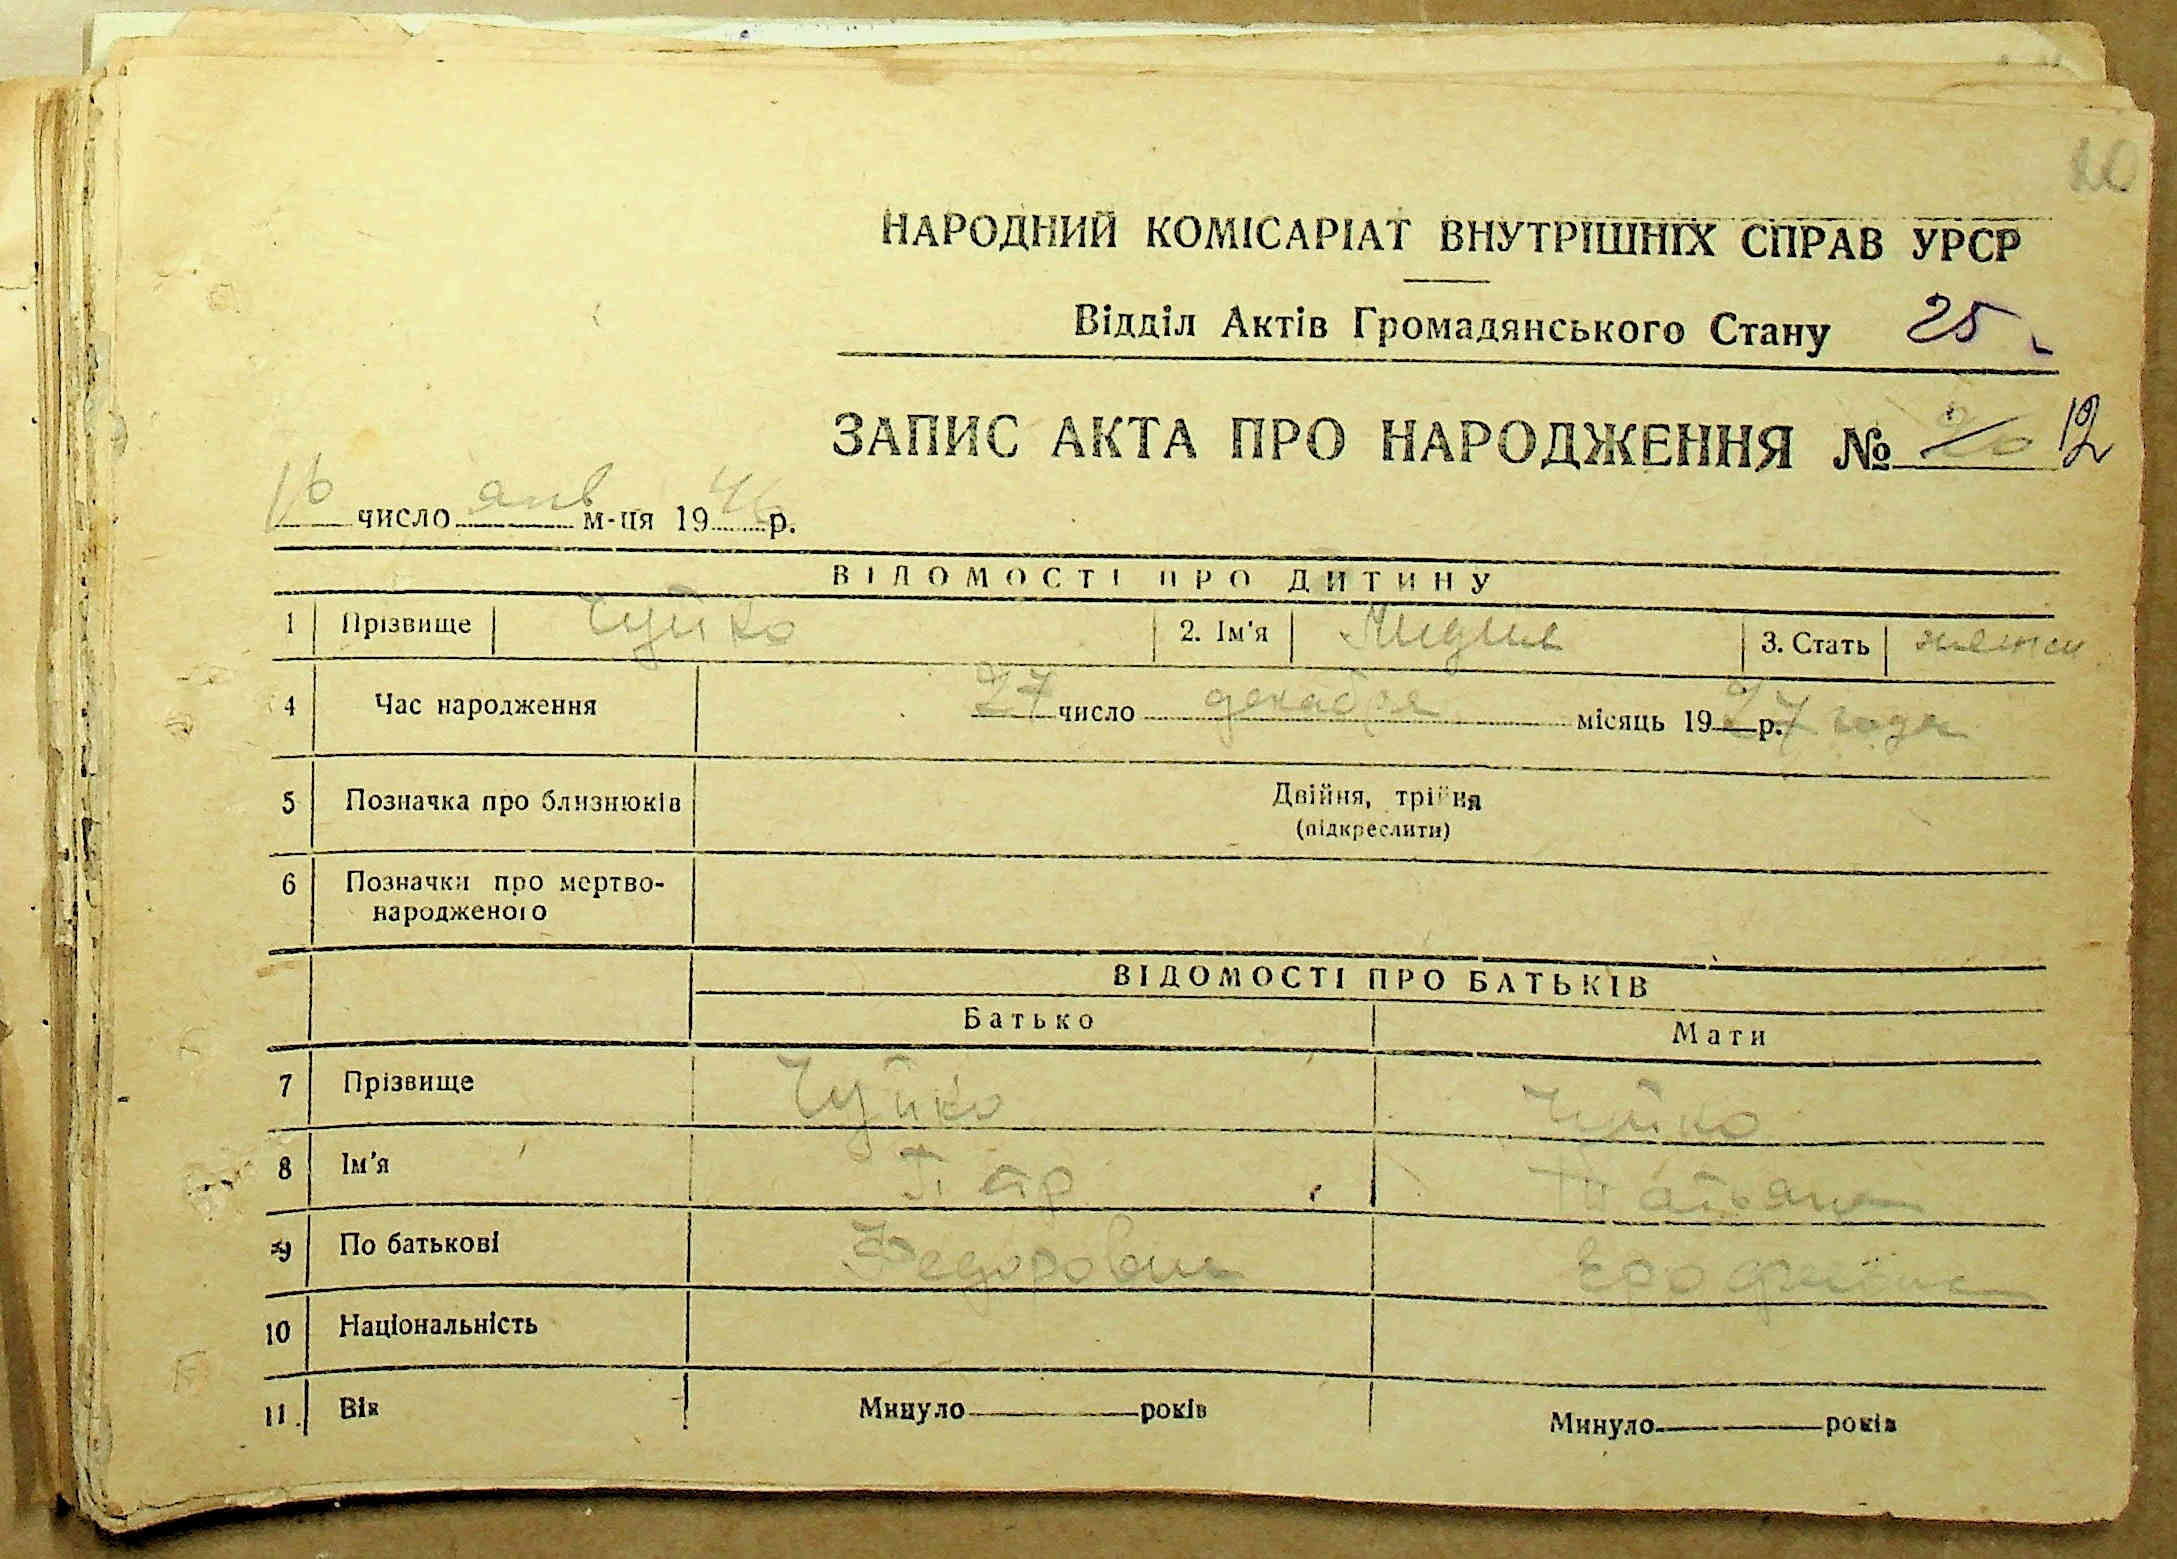 НАРОДНИЙ КОМІСАРІАТ ВНУТРІШНІХ СПРАВ УРСР
Відділ Актів Громадянського Стану 25
ЗАПИС АКТА ПРО НАРОДЖЕННЯ № 12
16 число янв м-ця 1946 р.
ВІДОМОСТІ ПРО ДИТИНУ
1 Прізвище Чуйко 2. Ім'я 3. Стать
4 Час народження 27 число декабря місяць 1927 р. года
5 Позначка про близнюків Двійня, трійня
(підкреслити)
6 Позначки про мертво-
народженого
ВІДОМОСТІ ПРО БАТЬКІВ
Батько Мати
7 Прізвище Чуйко Чуйко
8 Ім'я Петр Татьяна
9 По батькові Федорович
10 Національність
11. Вік Минуло років Минуло років